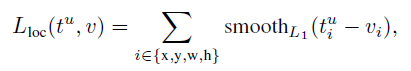 L_loc(t^u, v) = ∑_{i∈{x,y,w,h}} smooth_{L_1}(t_i^u − v_i),